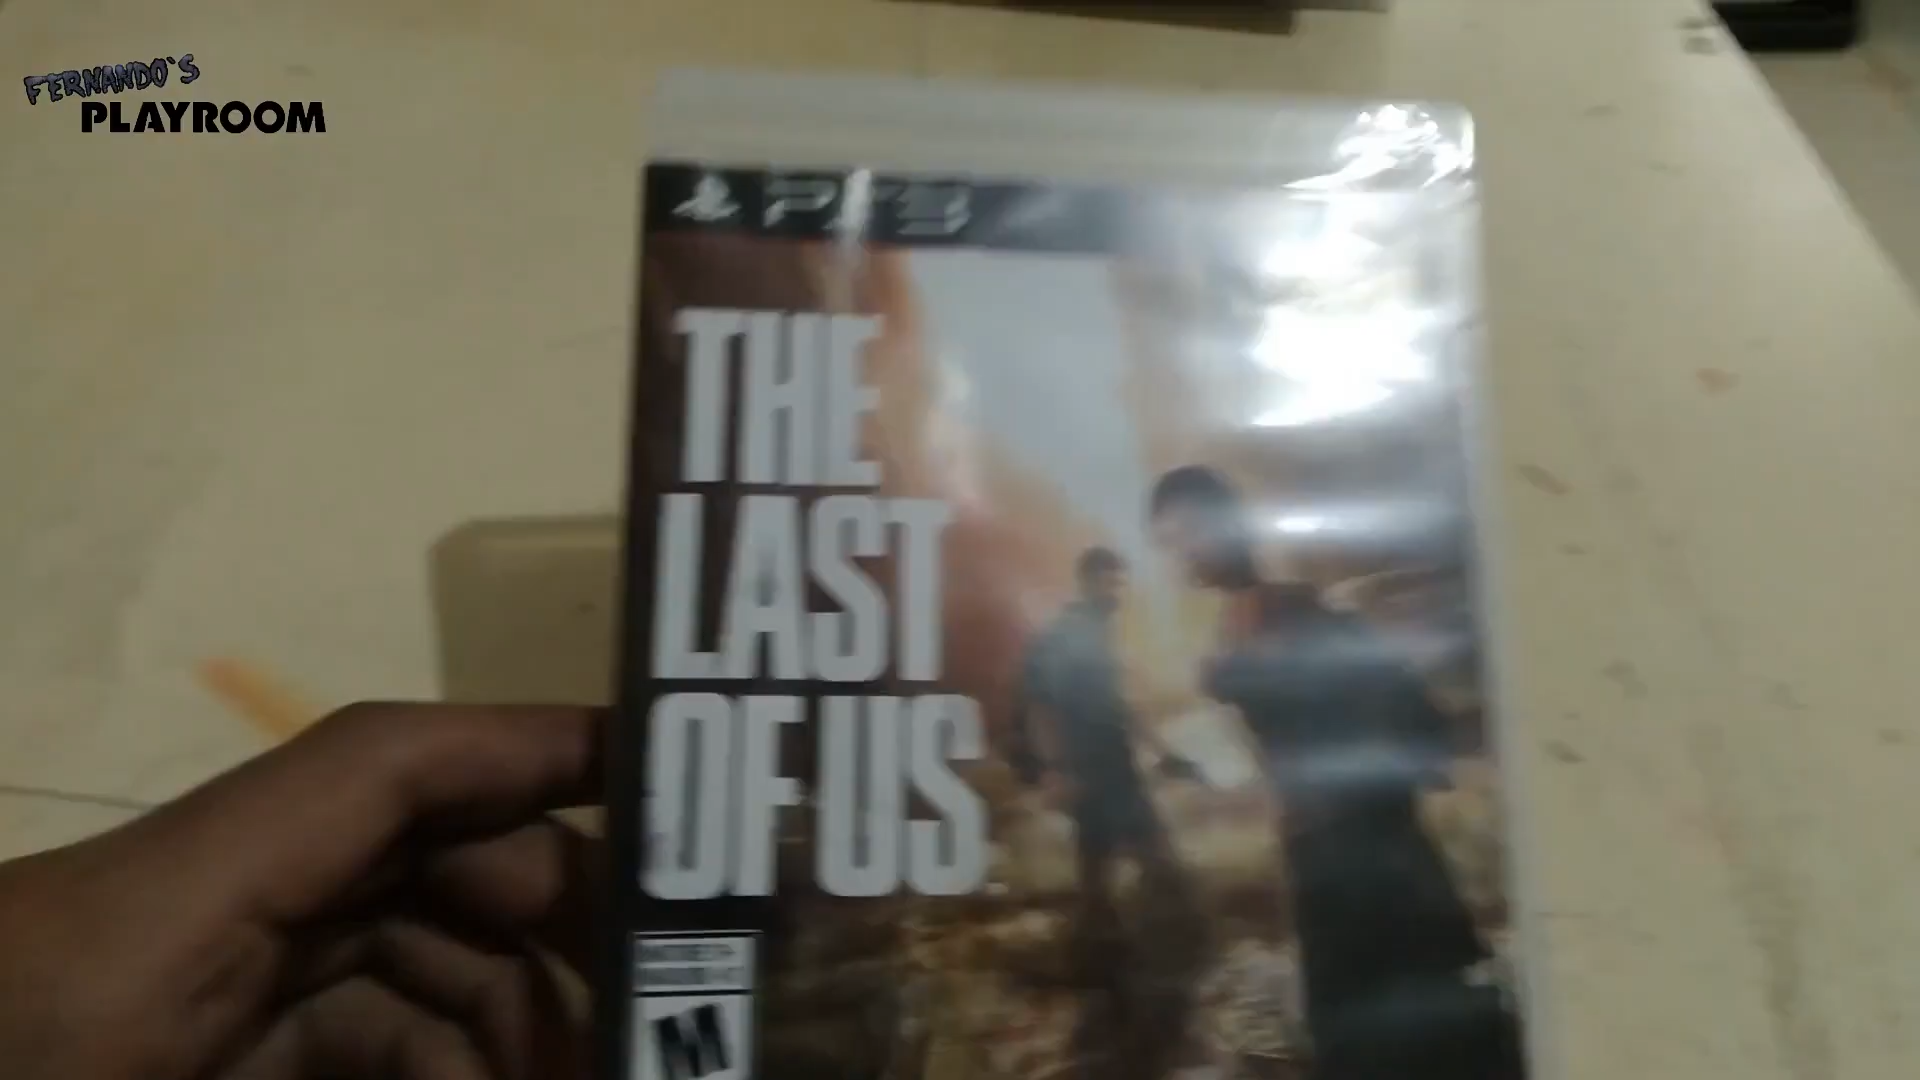 FERNANDO`S
PLAYROOM
PS3
THE
LAST
OF US
M